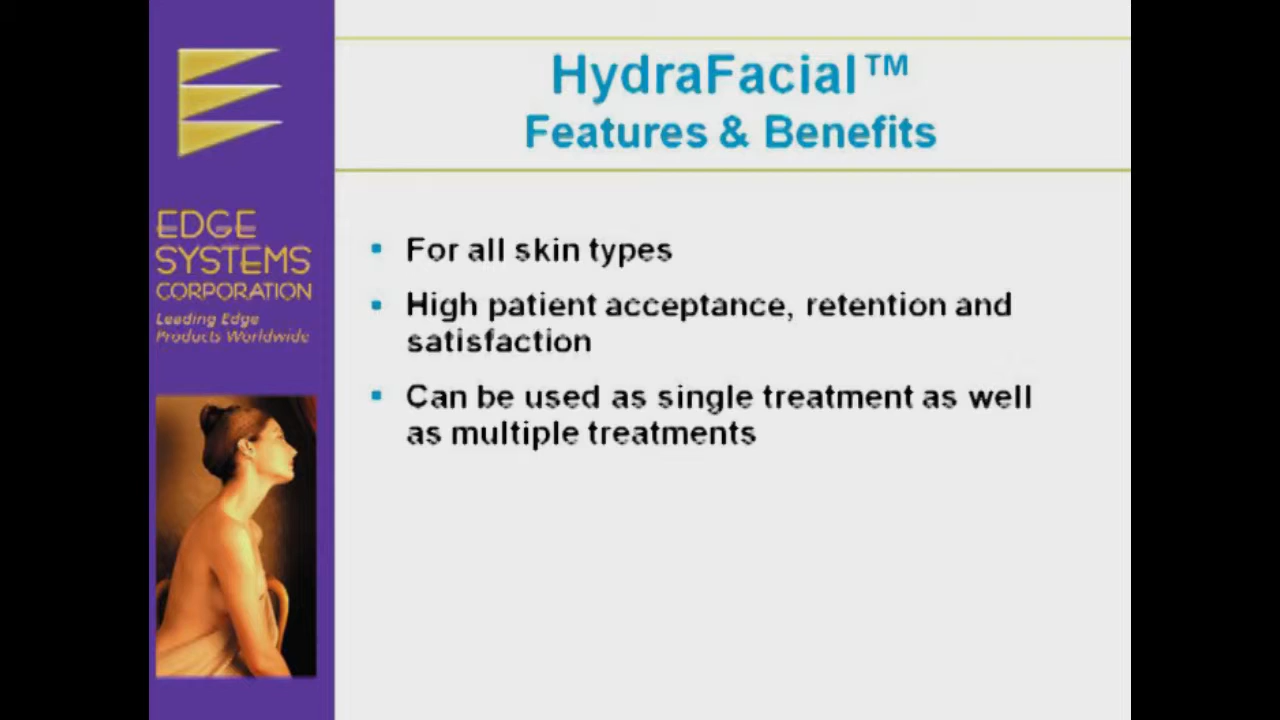 HydraFacial™
Features & Benefits
EDGE
SYSTEMS
CORPORATION
Leading Edge
Products Worldwide
For all skin types
High patient acceptance, retention and
satisfaction
Can be used as single treatment as well
as multiple treatments